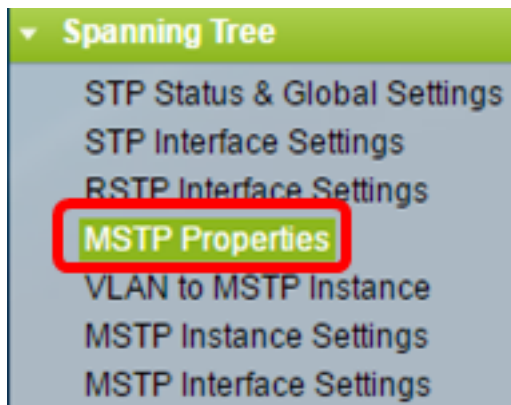 Spanning Tree
STP Status & Global Settings
STP Interface Settings
RSTP Interface Settings
MSTP Properties
VLAN to MSTP Instance
MSTP Instance Settings
MSTP Interface Settings